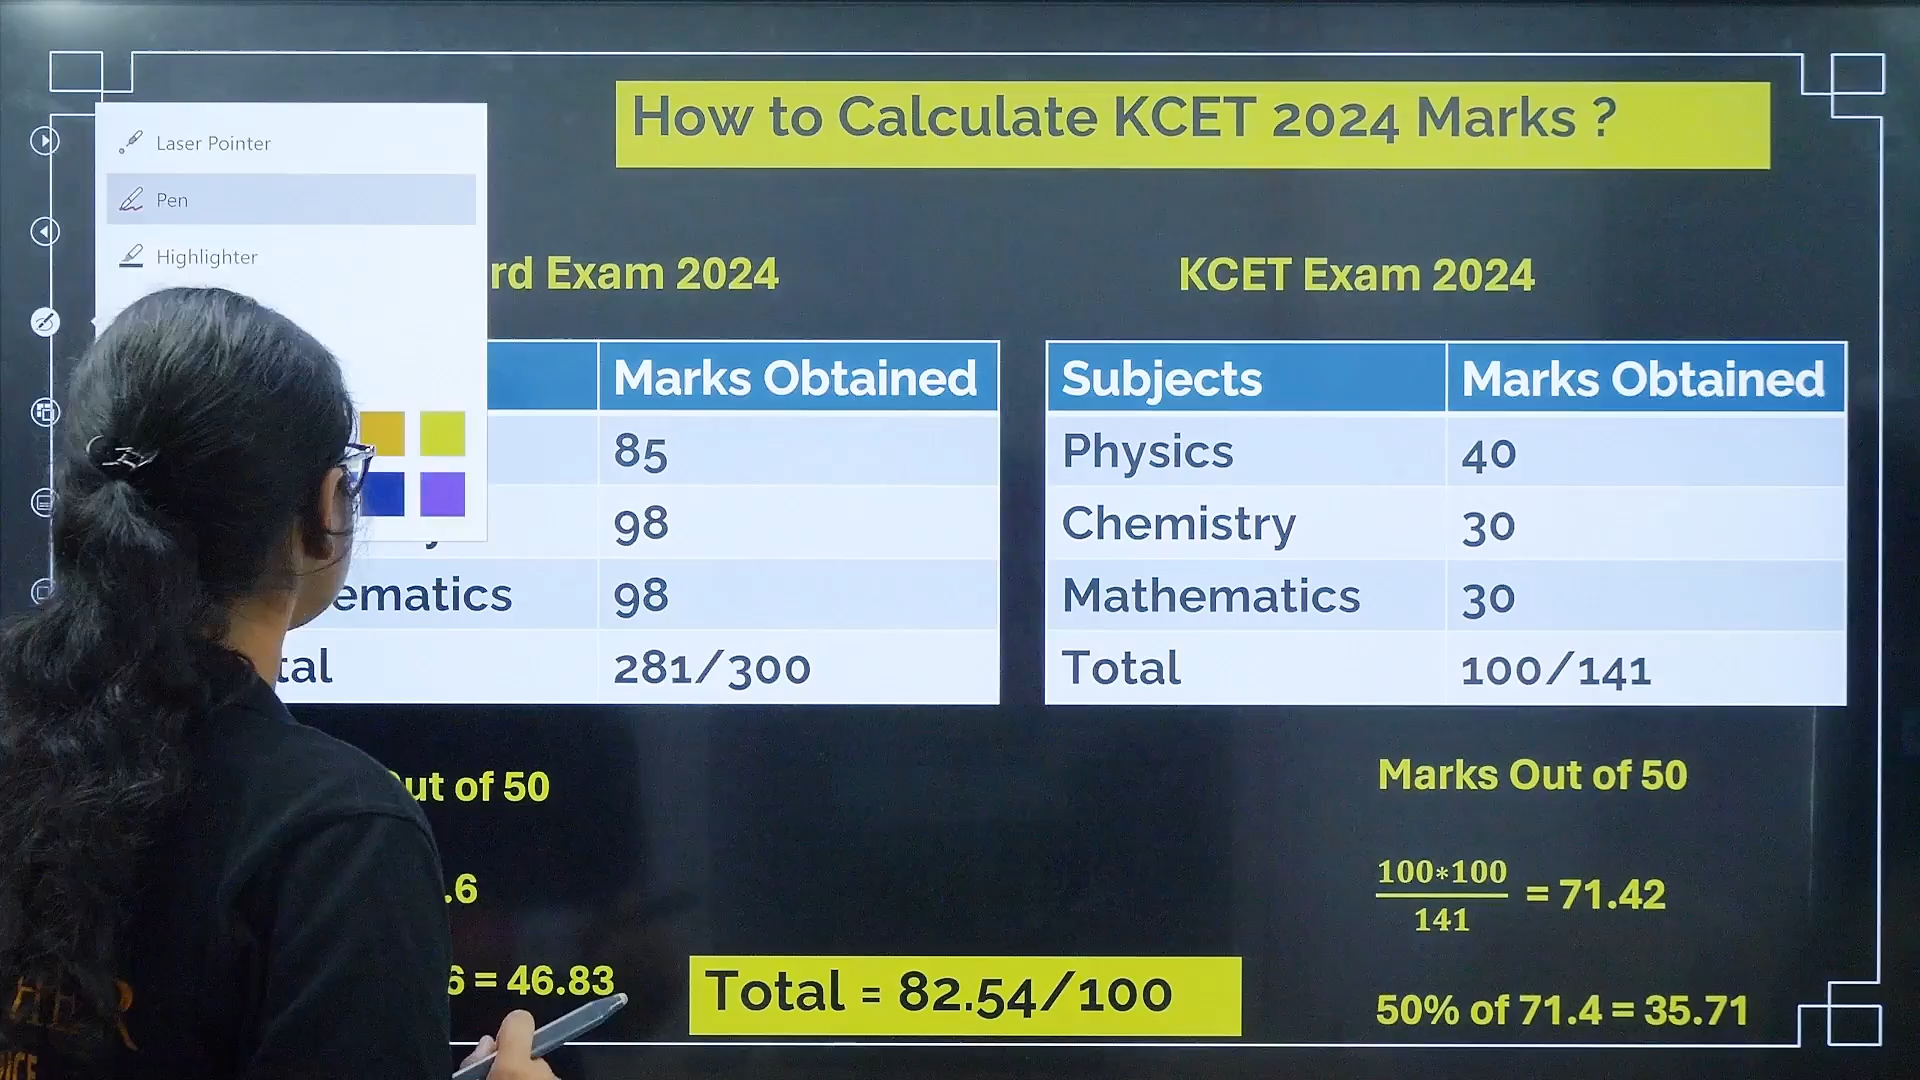 How to Calculate KCET 2024 Marks ?
Laser Pointer
Pen
Highlighter
rd Exam 2024
Marks Obtained
85
98
ematics 98
tal 281/300
ut of 50
.6
6 = 46.83
KCET Exam 2024
Subjects Marks Obtained
Physics 40
Chemistry 30
Mathematics 30
Total 100/141
Marks Out of 50
100*100
141
= 71.42
50% of 71.4 = 35.71
Total = 82.54/100